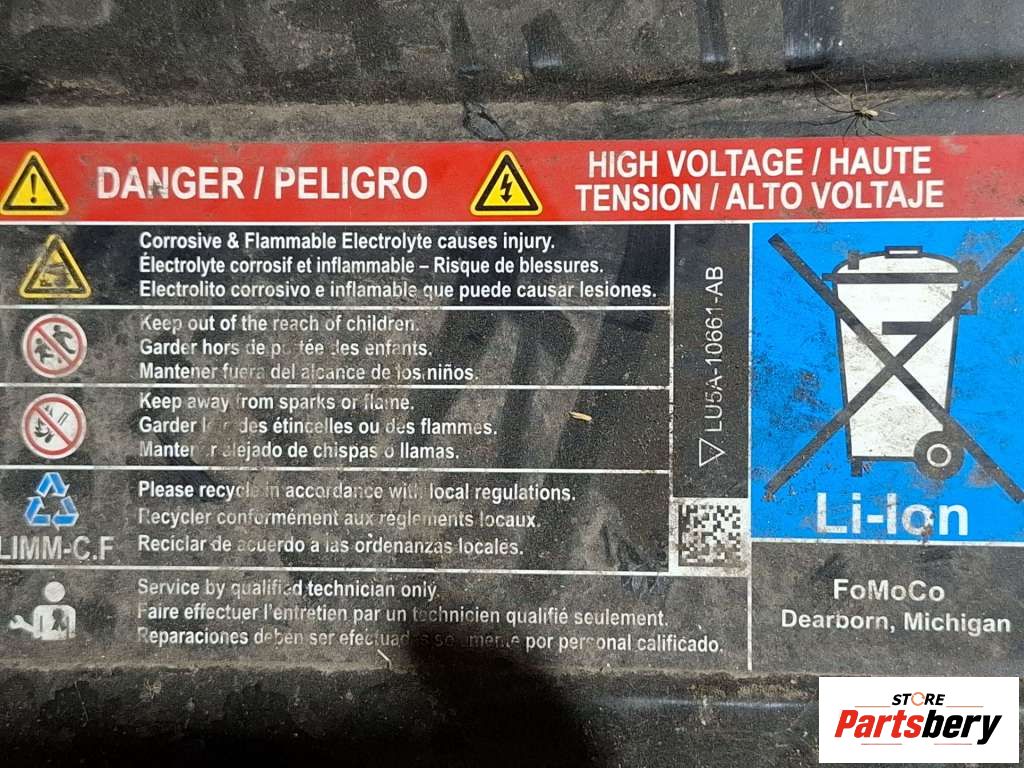 DANGER / PELIGRO
HIGH VOLTAGE / HAUTE
TENSION / ALTO VOLTAJE
Corrosive & Flammable Electrolyte causes injury.
Électrolyte corrosif et inflammable – Risque de blessures.
Electrolito corrosivo e inflamable que puede causar lesiones.
Keep out of the reach of children.
Garder hors de portée des enfants.
Mantener fuera del alcance de los niños.
Keep away from sparks or flame.
Garder des étincelles ou des flammes.
Mantener alejado de chispas o llamas.
LIMM-C.F
Please recycle in accordance with local regulations.
Recycler conformément aux règlements locaux.
Reciclar de acuerdo a las ordenanzas locales.
Service by qualified technician only.
Faire effectuer l'entretien par un technicien qualifié seulement.
Reparaciones deben ser efectuadas solamente por personal calificado.
LU5A-10661-AB
Li-Ion
FoMoCo
Dearborn, Michigan
STORE
Partsbery